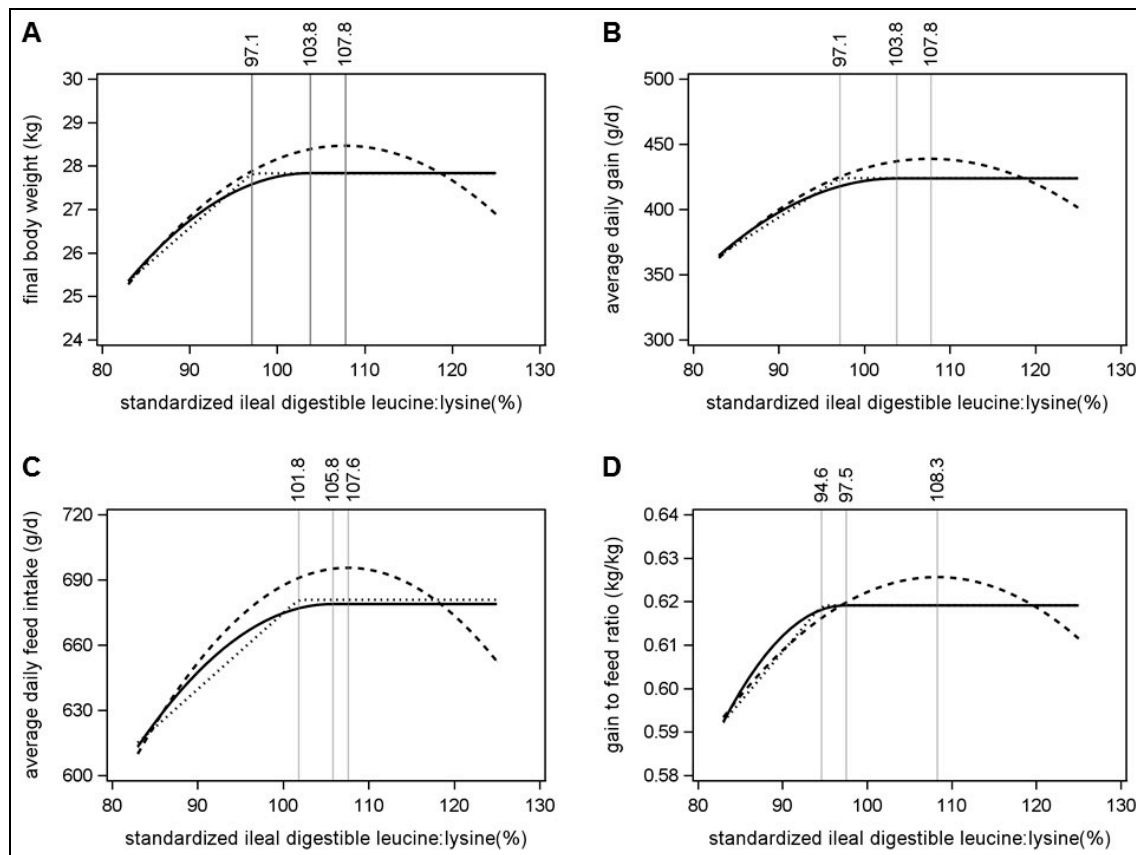 A
97.1
103.8
107.8
30
29
28
27
26
25
24
final body weight (kg)
80 90 100 110 120 130
standardized ileal digestible leucine:lysine(%)
B
97.1
103.8
107.8
500
450
400
350
300
average daily gain (g/d)
80 90 100 110 120 130
standardized ileal digestible leucine:lysine(%)
C
101.8
105.8
107.6
720
690
660
630
600
average daily feed intake (g/d)
80 90 100 110 120 130
standardized ileal digestible leucine:lysine(%)
D
94.6
97.5
108.3
0.64
0.63
0.62
0.61
0.60
0.59
0.58
gain to feed ratio (kg/kg)
80 90 100 110 120 130
standardized ileal digestible leucine:lysine(%)